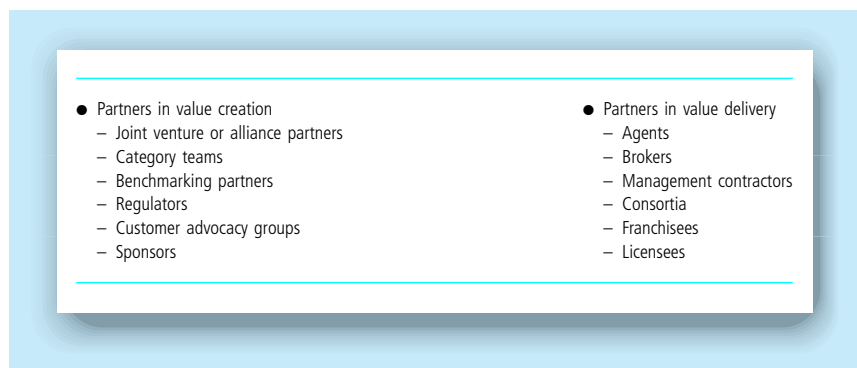 ● Partners in value creation
– Joint venture or alliance partners
– Category teams
– Benchmarking partners
– Regulators
– Customer advocacy groups
– Sponsors
● Partners in value delivery
– Agents
– Brokers
– Management contractors
– Consortia
– Franchisees
– Licensees